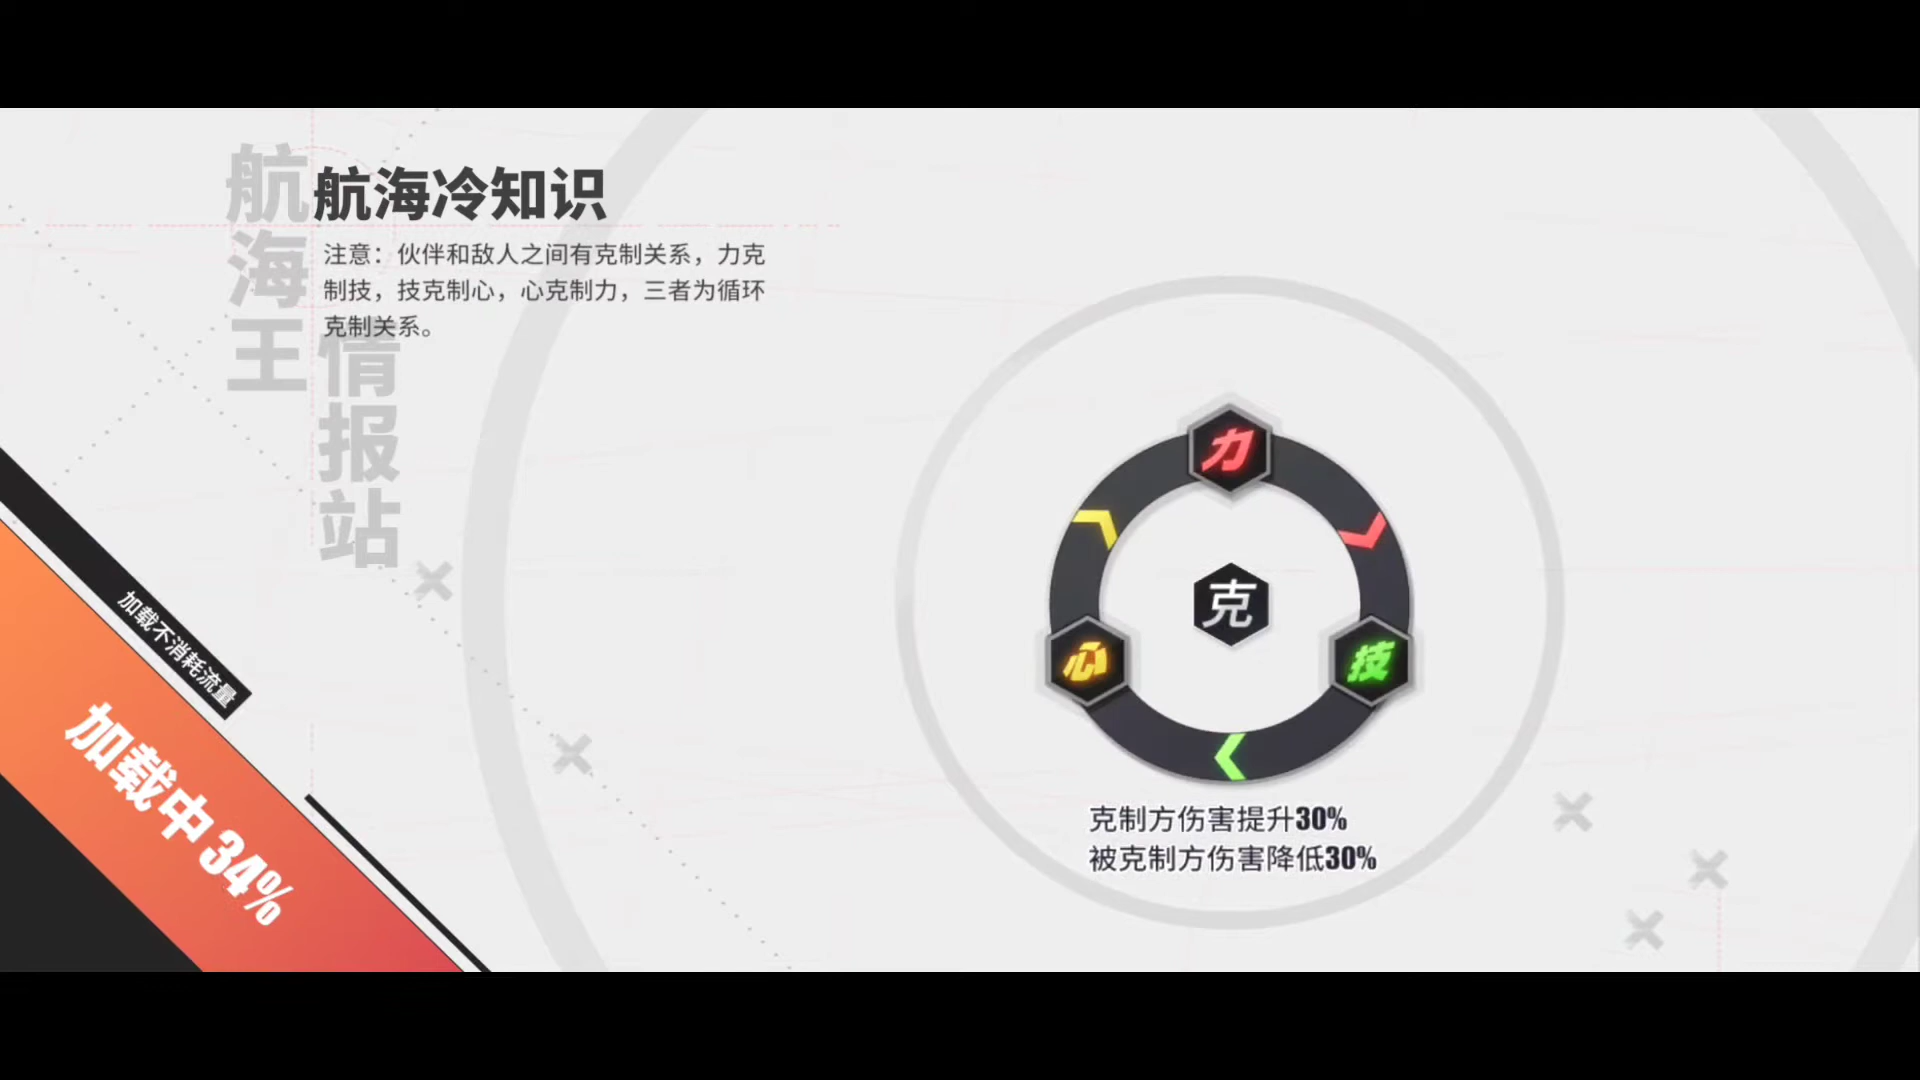 航海王
情报站
航海冷知识
注意：伙伴和敌人之间有克制关系，力克
制技，技克制心，心克制力，三者为循环
克制关系。
力
克
心
技
克制方伤害提升30%
被克制方伤害降低30%
加载不消耗流量
加载中 34%